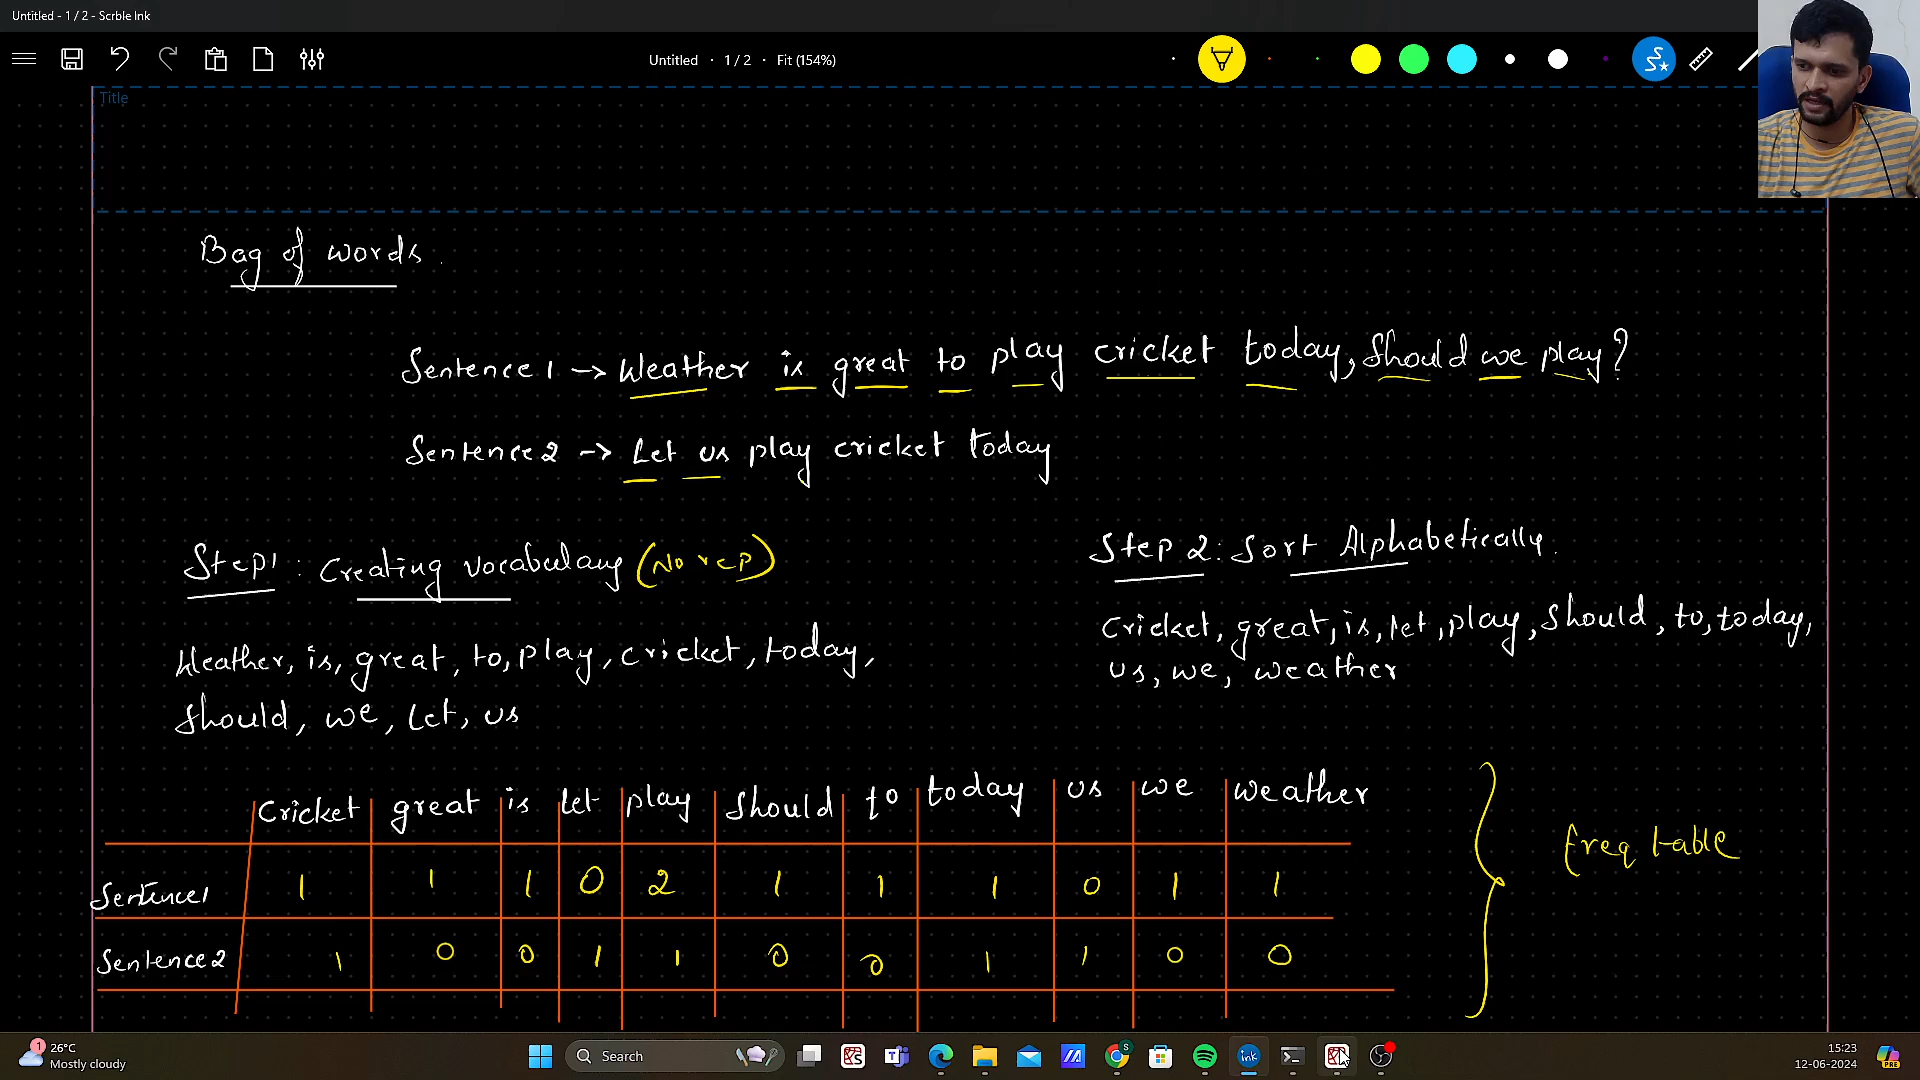 Untitled - 1 / 2 - Scrble Ink
Untitled · 1 / 2 · Fit (154%)
Title
Bag of words.
Sentence 1 -> Weather is great to play cricket today, should we play?
Sentence 2 -> Let us play cricket today
Step1 : Creating vocabulary (No rep)
Step 2: Sort Alphabetically.
Weather, is, great, to, play, cricket, today,
should, we, Let, us
Cricket, great, is, let, play, should, to, today,
us, we, weather
Cricket great is let play should to today us we weather
Sentence1 1 1 1 0 2 1 1 1 0 1 1
Sentence2 1 0 0 1 1 0 0 1 1 0 0
freq table
1
26°C
Mostly cloudy
Search
ink
S
PRE
15:23
12-06-2024